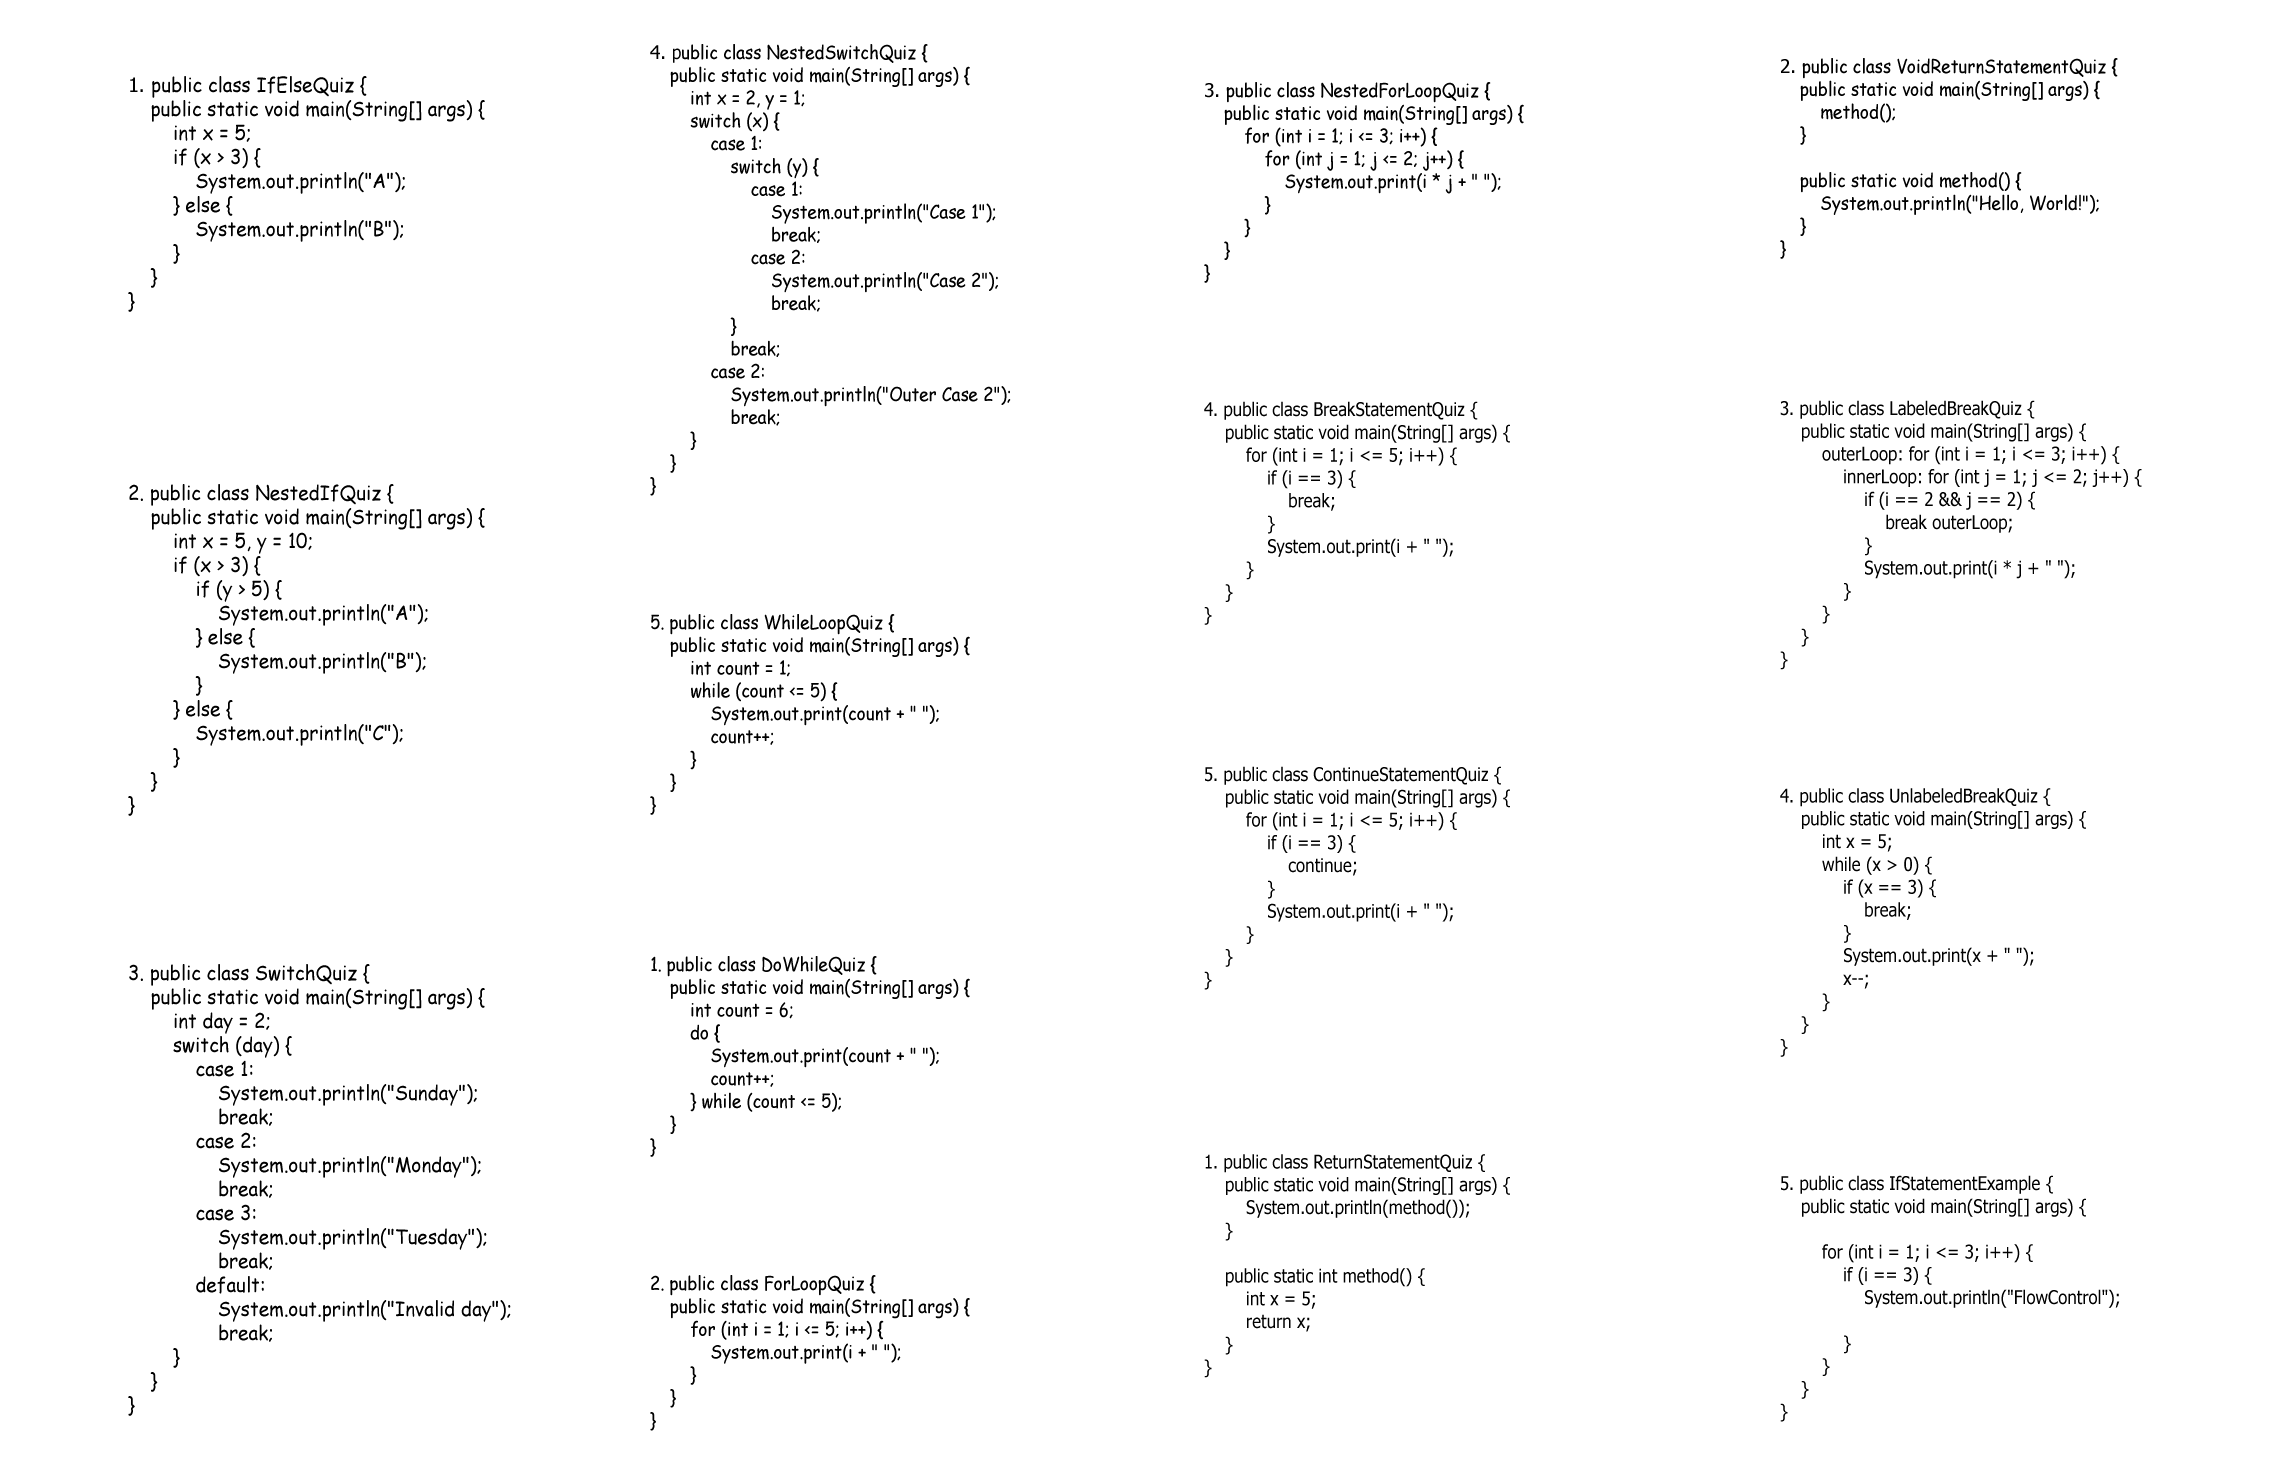 1. public class IfElseQuiz {
public static void main(String[] args) {
int x = 5;
if (x > 3) {
System.out.println("A");
} else {
System.out.println("B");
}
}
}
2. public class NestedIfQuiz {
public static void main(String[] args) {
int x = 5, y = 10;
if (x > 3) {
if (y > 5) {
System.out.println("A");
} else {
System.out.println("B");
}
} else {
System.out.println("C");
}
}
}
3. public class SwitchQuiz {
public static void main(String[] args) {
int day = 2;
switch (day) {
case 1:
System.out.println("Sunday");
break;
case 2:
System.out.println("Monday");
break;
case 3:
System.out.println("Tuesday");
break;
default:
System.out.println("Invalid day");
break;
}
}
}
4. public class NestedSwitchQuiz {
public static void main(String[] args) {
int x = 2, y = 1;
switch (x) {
case 1:
switch (y) {
case 1:
System.out.println("Case 1");
break;
case 2:
System.out.println("Case 2");
break;
}
break;
case 2:
System.out.println("Outer Case 2");
break;
}
}
}
5. public class WhileLoopQuiz {
public static void main(String[] args) {
int count = 1;
while (count <= 5) {
System.out.print(count + " ");
count++;
}
}
}
1. public class DoWhileQuiz {
public static void main(String[] args) {
int count = 6;
do {
System.out.print(count + " ");
count++;
} while (count <= 5);
}
}
2. public class ForLoopQuiz {
public static void main(String[] args) {
for (int i = 1; i <= 5; i++) {
System.out.print(i + " ");
}
}
}
3. public class NestedForLoopQuiz {
public static void main(String[] args) {
for (int i = 1; i <= 3; i++) {
for (int j = 1; j <= 2; j++) {
System.out.print(i * j + " ");
}
}
}
}
4. public class BreakStatementQuiz {
public static void main(String[] args) {
for (int i = 1; i <= 5; i++) {
if (i == 3) {
break;
}
System.out.print(i + " ");
}
}
}
5. public class ContinueStatementQuiz {
public static void main(String[] args) {
for (int i = 1; i <= 5; i++) {
if (i == 3) {
continue;
}
System.out.print(i + " ");
}
}
}
1. public class ReturnStatementQuiz {
public static void main(String[] args) {
System.out.println(method());
}
public static int method() {
int x = 5;
return x;
}
}
2. public class VoidReturnStatementQuiz {
public static void main(String[] args) {
method();
}
public static void method() {
System.out.println("Hello, World!");
}
}
3. public class LabeledBreakQuiz {
public static void main(String[] args) {
outerLoop: for (int i = 1; i <= 3; i++) {
innerLoop: for (int j = 1; j <= 2; j++) {
if (i == 2 && j == 2) {
break outerLoop;
}
System.out.print(i * j + " ");
}
}
}
}
4. public class UnlabeledBreakQuiz {
public static void main(String[] args) {
int x = 5;
while (x > 0) {
if (x == 3) {
break;
}
System.out.print(x + " ");
x--;
}
}
}
5. public class IfStatementExample {
public static void main(String[] args) {
for (int i = 1; i <= 3; i++) {
if (i == 3) {
System.out.println("FlowControl");
}
}
}
}